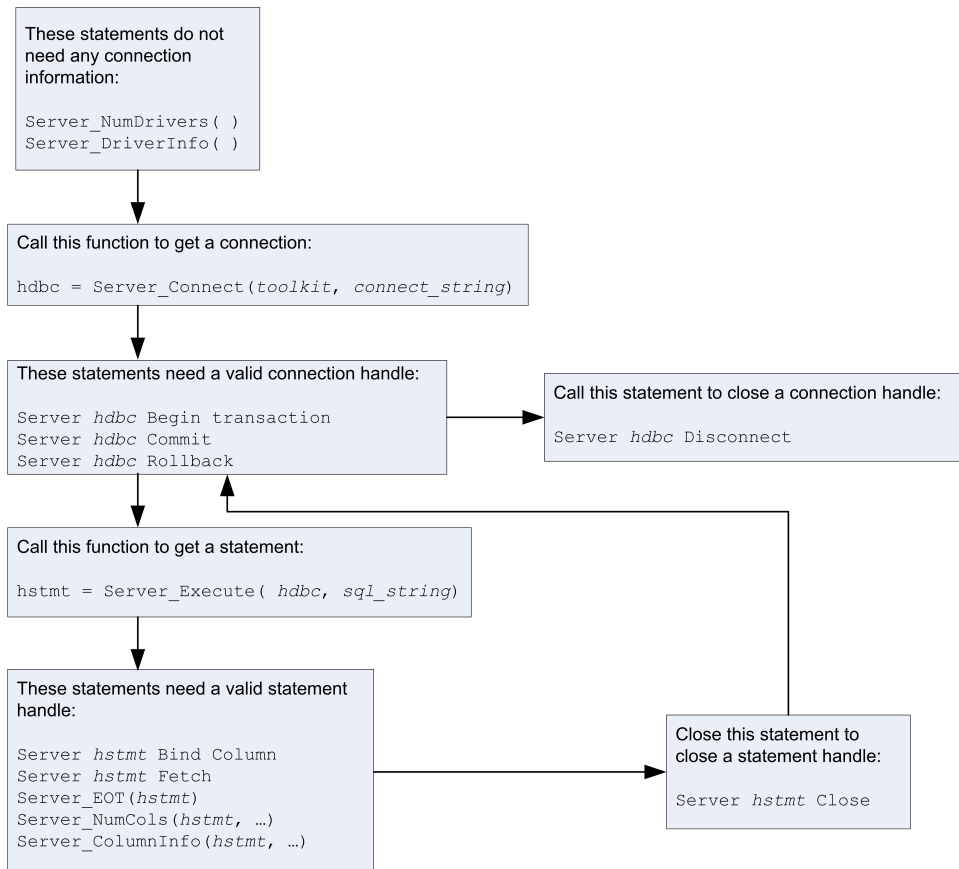 These statements do not
need any connection
information:
Server_NumDrivers( )
Server_DriverInfo( )
Call this function to get a connection:
hdbc = Server_Connect(toolkit, connect_string)
These statements need a valid connection handle:
Server hdbc Begin transaction
Server hdbc Commit
Server hdbc Rollback
Call this statement to close a connection handle:
Server hdbc Disconnect
Call this function to get a statement:
hstmt = Server_Execute( hdbc, sql_string)
These statements need a valid statement
handle:
Server hstmt Bind Column
Server hstmt Fetch
Server_EOT(hstmt)
Server_NumCols(hstmt, …)
Server_ColumnInfo(hstmt, …)
Close this statement to
close a statement handle:
Server hstmt Close